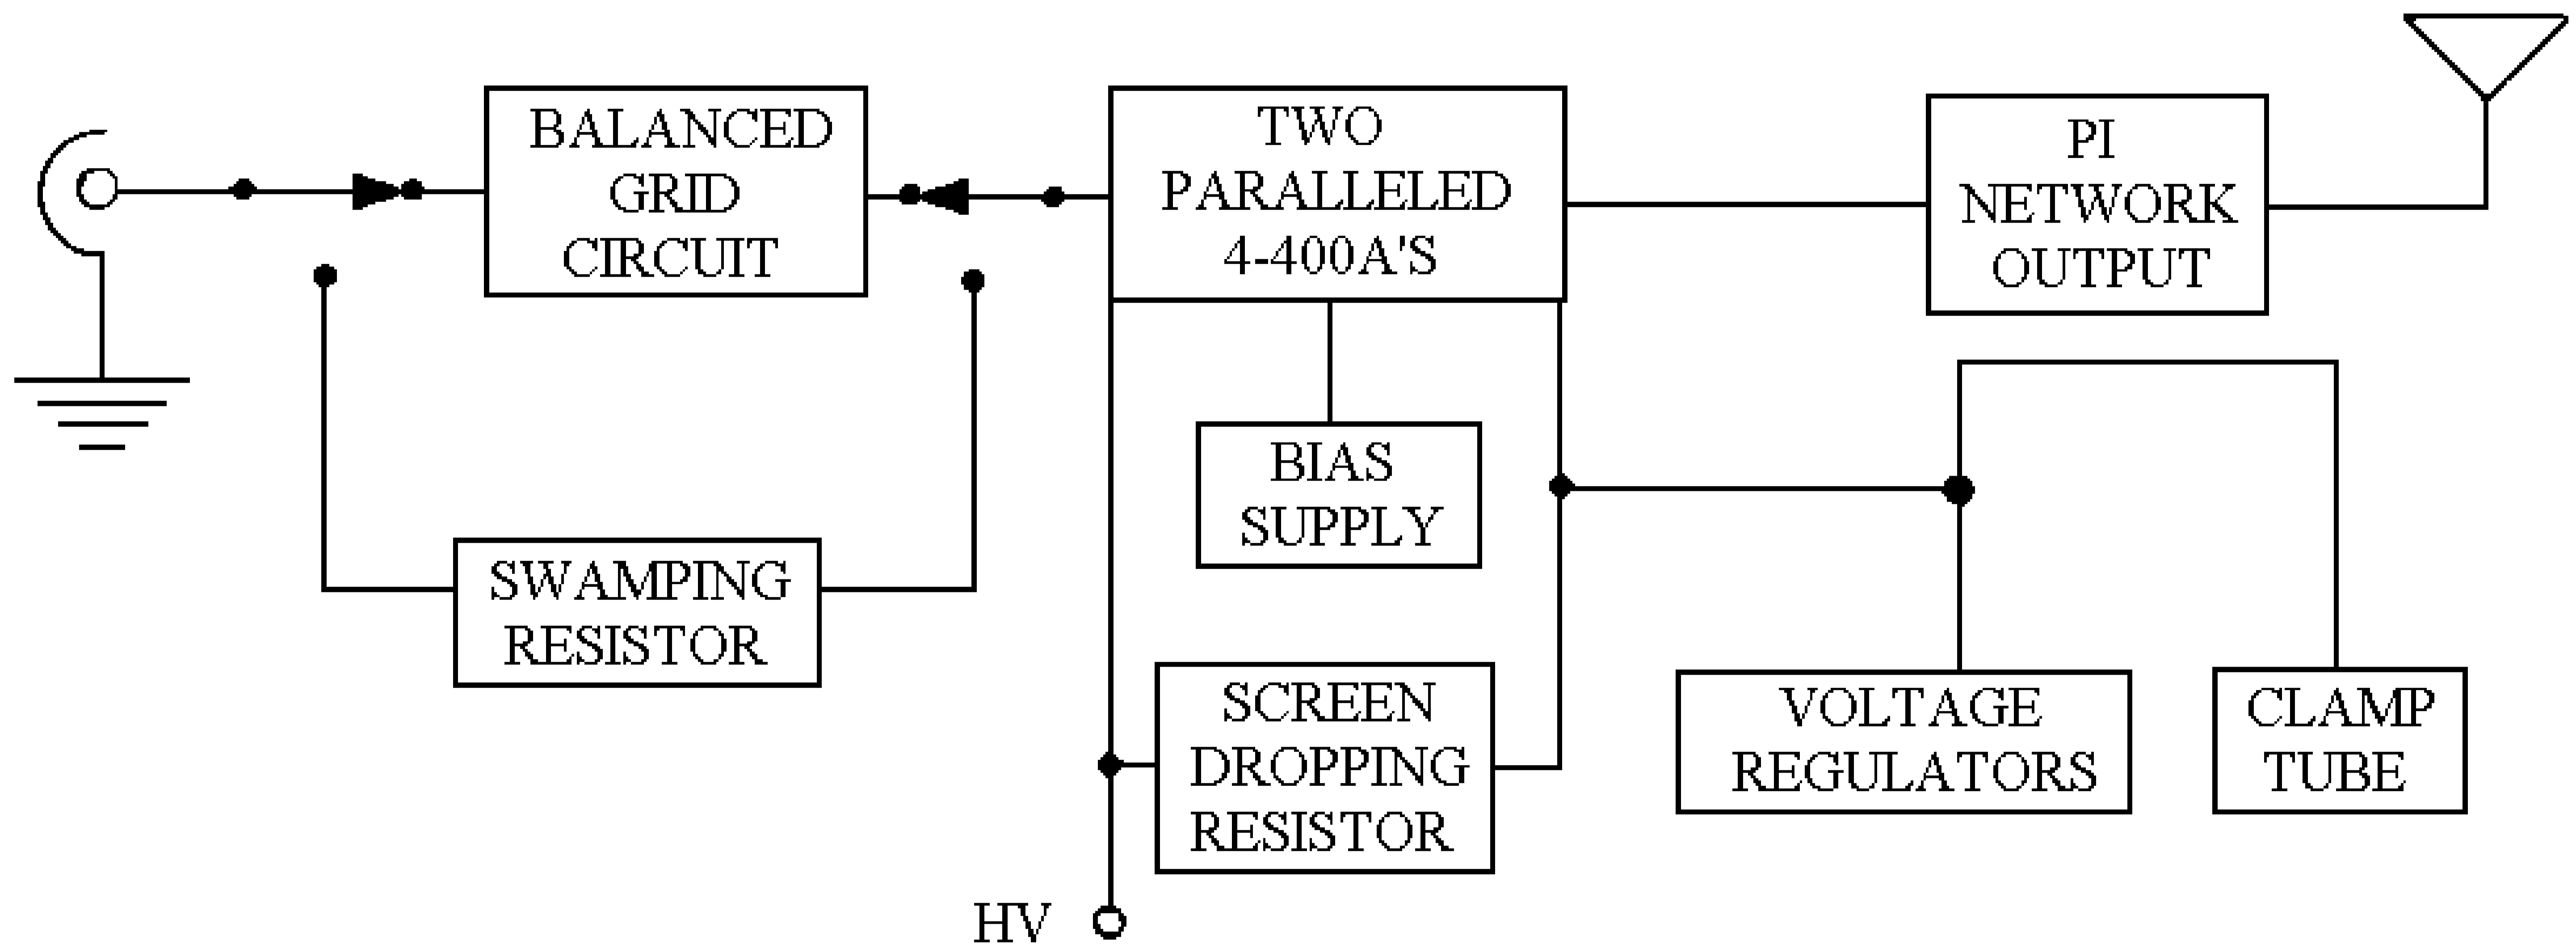 BALANCED
GRID
CIRCUIT
TWO
PARALLELED
4-400A'S
PI
NETWORK
OUTPUT
BIAS
SUPPLY
SWAMPING
RESISTOR
SCREEN
DROPPING
RESISTOR
VOLTAGE
REGULATORS
CLAMP
TUBE
HV